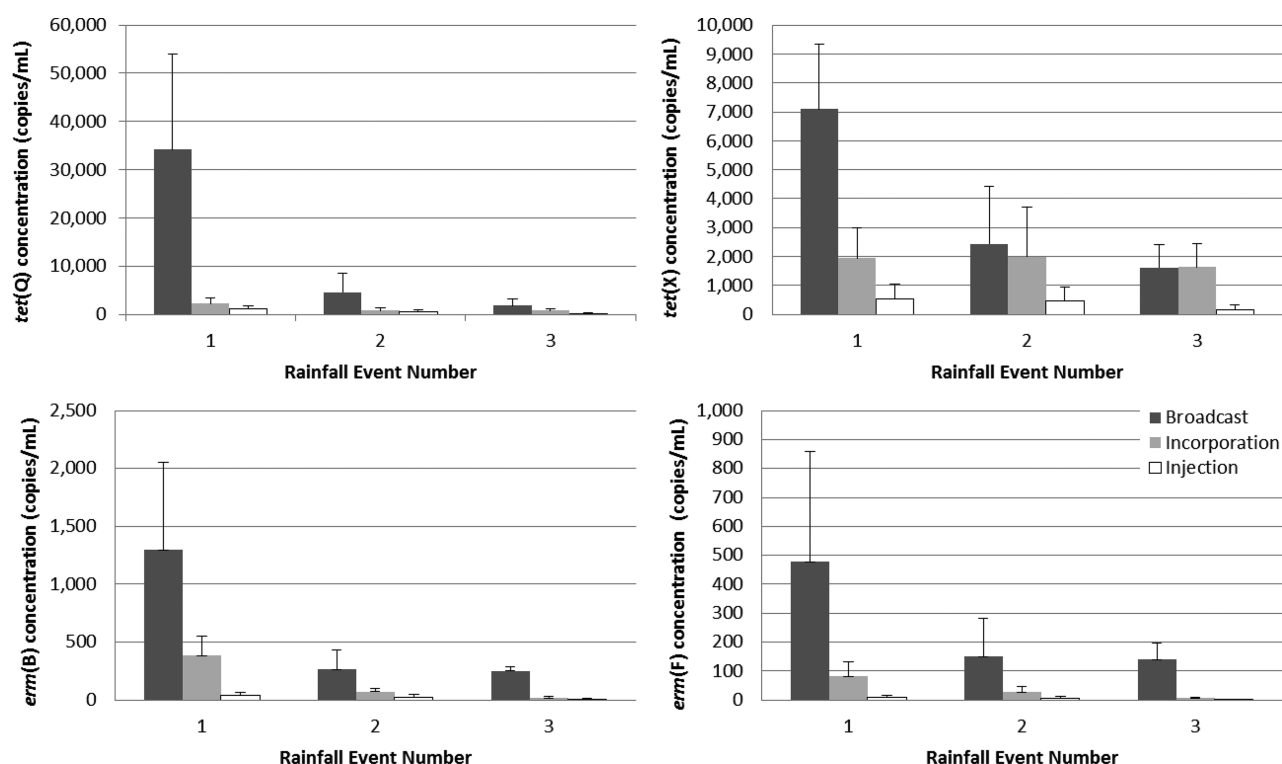 tet(Q) concentration (copies/mL)
60,000
50,000
40,000
30,000
20,000
10,000
0
1 2 3
Rainfall Event Number
tet(X) concentration (copies/mL)
10,000
9,000
8,000
7,000
6,000
5,000
4,000
3,000
2,000
1,000
0
1 2 3
Rainfall Event Number
erm(B) concentration (copies/mL)
2,500
2,000
1,500
1,000
500
0
1 2 3
Rainfall Event Number
erm(F) concentration (copies/mL)
1,000
900
800
700
600
500
400
300
200
100
0
Broadcast
Incorporation
Injection
1 2 3
Rainfall Event Number